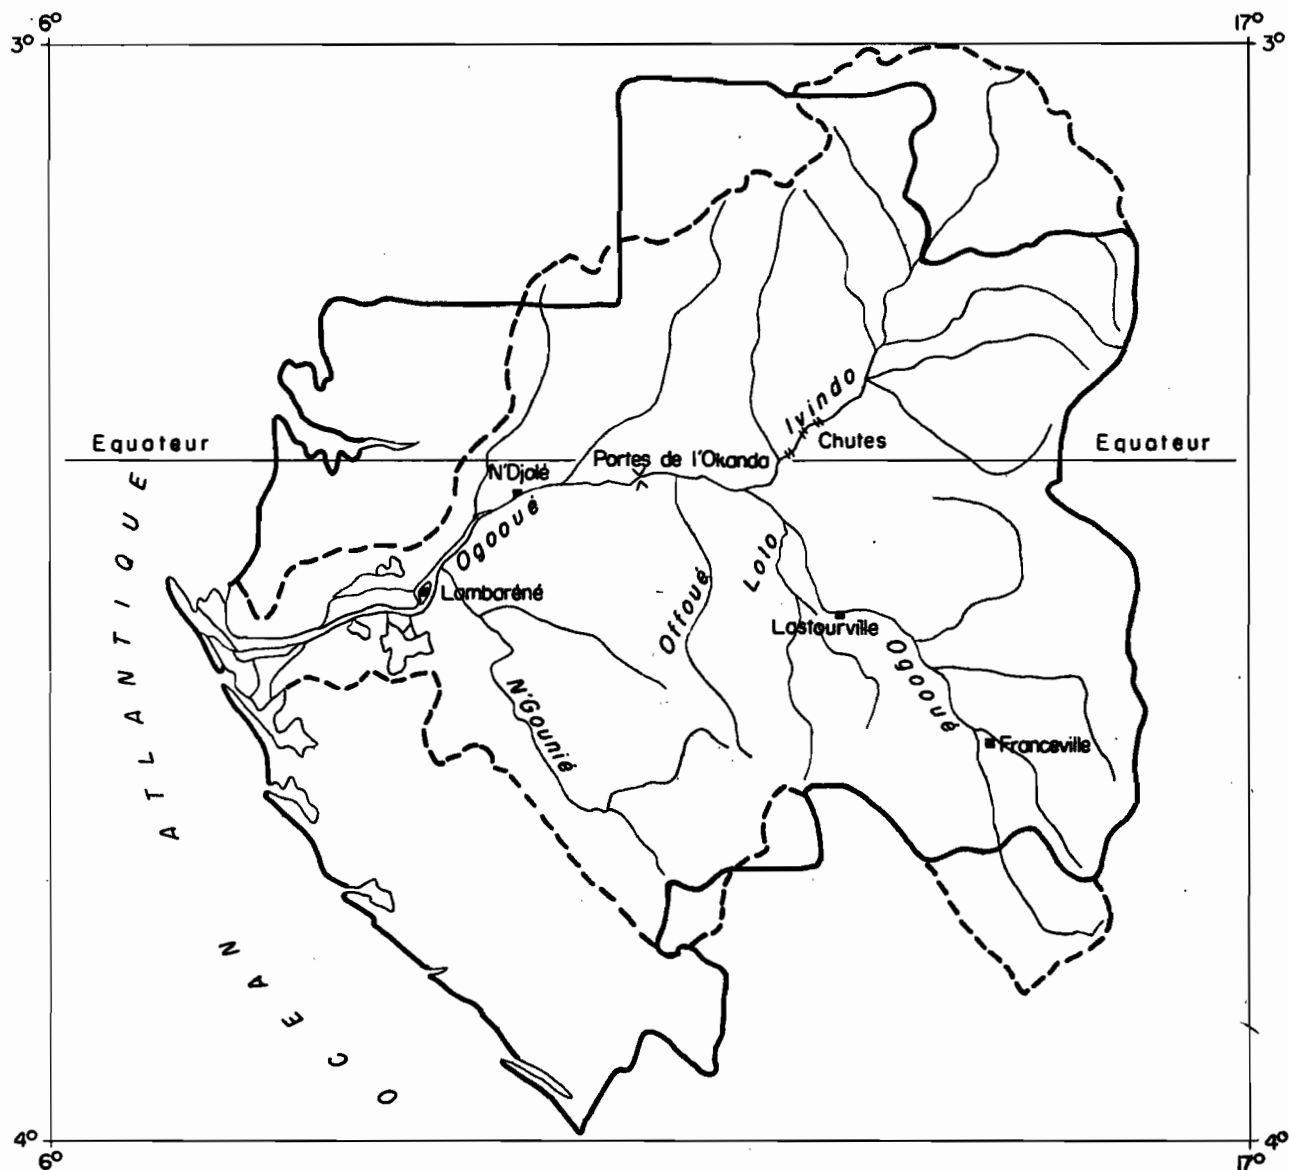 6° 17°
3° 3°
Ivindo
Chutes
Equateur Equateur
Portes de l'Okanda
N'Djolé
Ogooué
Lolo
Offoué
Lambaréné
Lastourville
Ogooué
N'Gounié
Franceville
OCEAN ATLANTIQUE
4° 4°
6° 17°